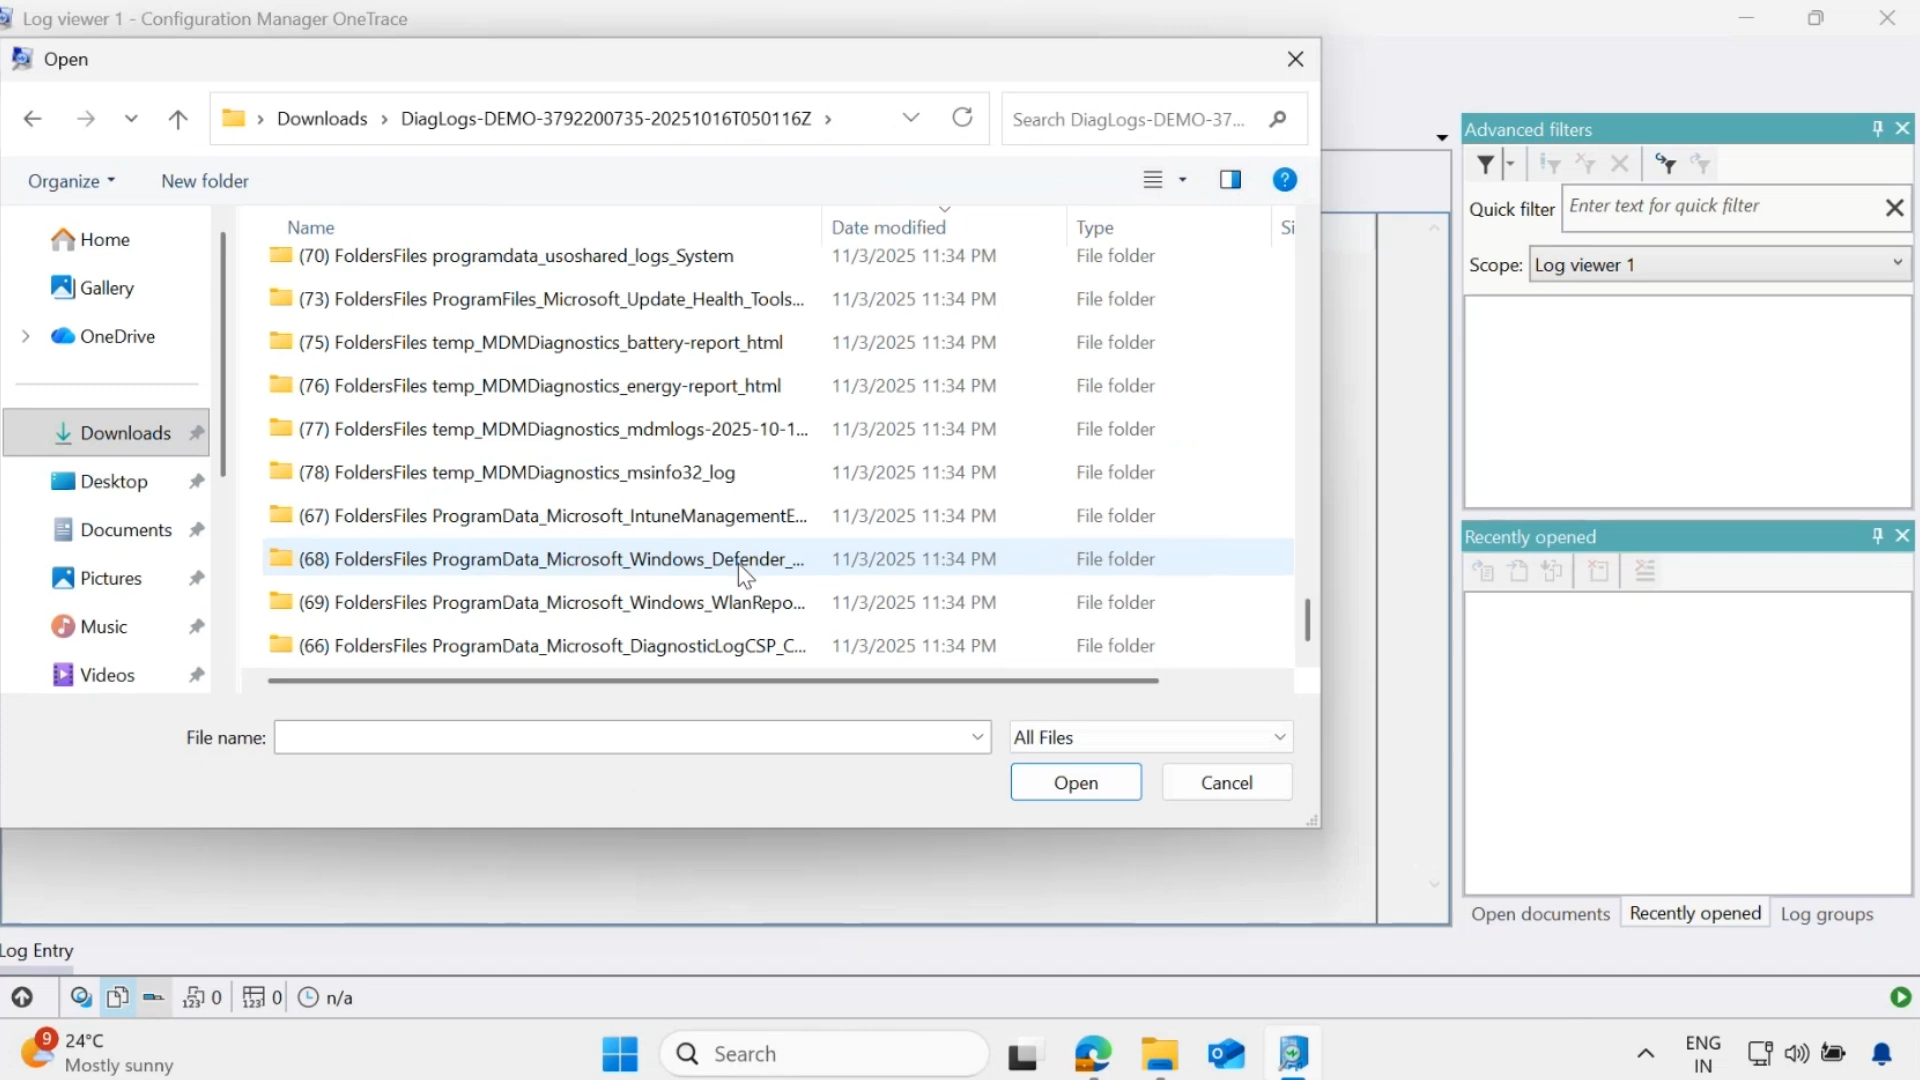 Log viewer 1 - Configuration Manager OneTrace
Open
Downloads › DiagLogs-DEMO-3792200735-20251016T050116Z ›
Search DiagLogs-DEMO-37...
Organize
New folder
Home
Gallery
OneDrive
Downloads
Desktop
Documents
Pictures
Music
Videos
Name Date modified Type Si
(70) FoldersFiles programdata_usoshared_logs_System 11/3/2025 11:34 PM File folder
(73) FoldersFiles ProgramFiles_Microsoft_Update_Health_Tools... 11/3/2025 11:34 PM File folder
(75) FoldersFiles temp_MDMDiagnostics_battery-report_html 11/3/2025 11:34 PM File folder
(76) FoldersFiles temp_MDMDiagnostics_energy-report_html 11/3/2025 11:34 PM File folder
(77) FoldersFiles temp_MDMDiagnostics_mdmlogs-2025-10-1... 11/3/2025 11:34 PM File folder
(78) FoldersFiles temp_MDMDiagnostics_msinfo32_log 11/3/2025 11:34 PM File folder
(67) FoldersFiles ProgramData_Microsoft_IntuneManagementE... 11/3/2025 11:34 PM File folder
(68) FoldersFiles ProgramData_Microsoft_Windows_Defender_... 11/3/2025 11:34 PM File folder
(69) FoldersFiles ProgramData_Microsoft_Windows_WlanRepo... 11/3/2025 11:34 PM File folder
(66) FoldersFiles ProgramData_Microsoft_DiagnosticLogCSP_C... 11/3/2025 11:34 PM File folder
File name:
All Files
Open
Cancel
Advanced filters
Quick filter Enter text for quick filter
Scope: Log viewer 1
Recently opened
Open documents Recently opened Log groups
Log Entry
123 0 123 0 n/a
9
24°C
Mostly sunny
Search
ENG
IN